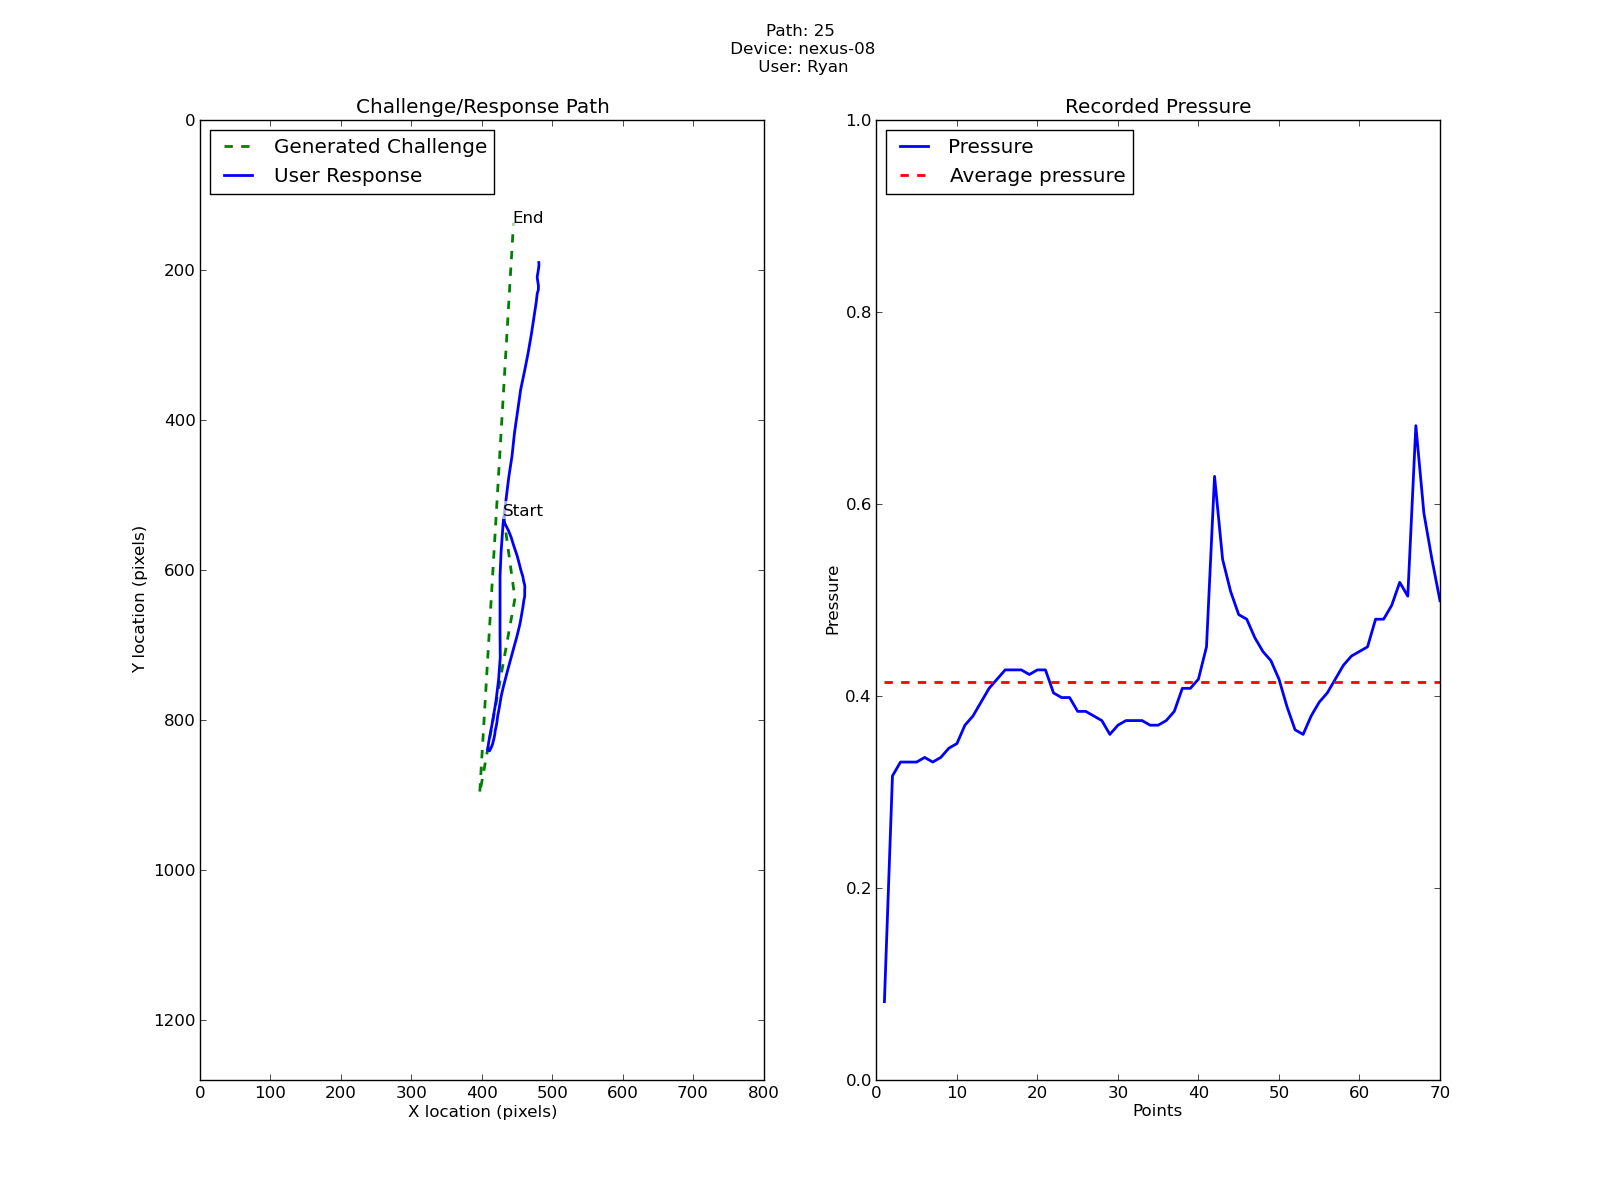 Path: 25
Device: nexus-08
User: Ryan
Challenge/Response Path
Generated Challenge
User Response
End
Start
0
200
400
600
800
1000
1200
Y location (pixels)
0 100 200 300 400 500 600 700 800
X location (pixels)
Recorded Pressure
Pressure
Average pressure
1.0
0.8
0.6
0.4
0.2
0.0
Pressure
0 10 20 30 40 50 60 70
Points